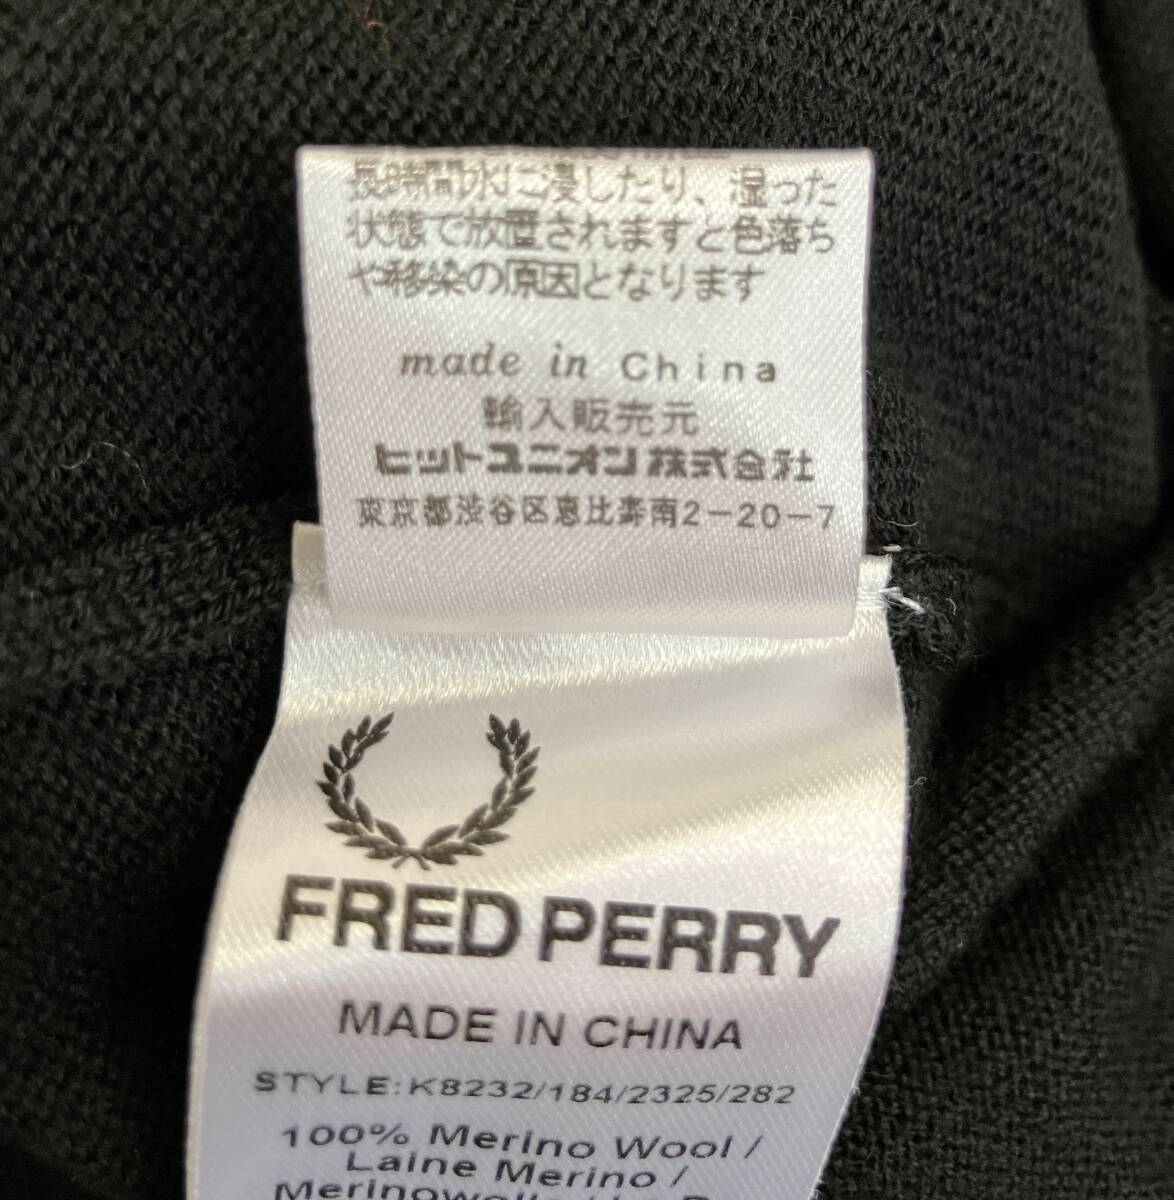 長時間水に浸したり、湿った
状態で放置されますと色落ち
や移染の原因となります
made in China
輸入販売元
ヒットユニオン株式会社
東京都渋谷区恵比寿南2-20-7
FRED PERRY
MADE IN CHINA
STYLE:K8232/184/2325/282
100% Merino Wool /
Laine Merino /